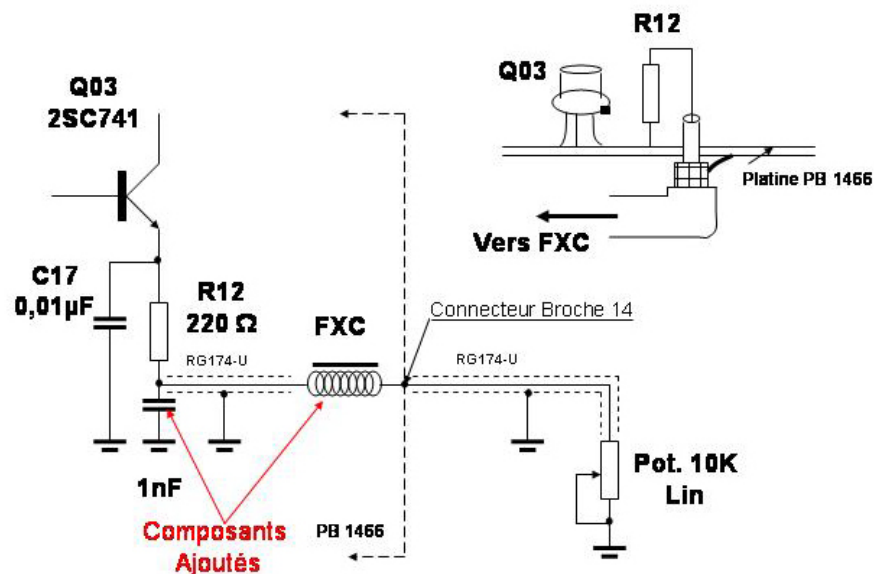 R12
Q03
Q03
2SC741
Platine PB 1466
Vers FXC
C17
0,01µF
R12
220 Ω
FXC
Connecteur Broche 14
RG174-U
RG174-U
1nF
Pot. 10K
Lin
Composants
Ajoutés
PB 1466